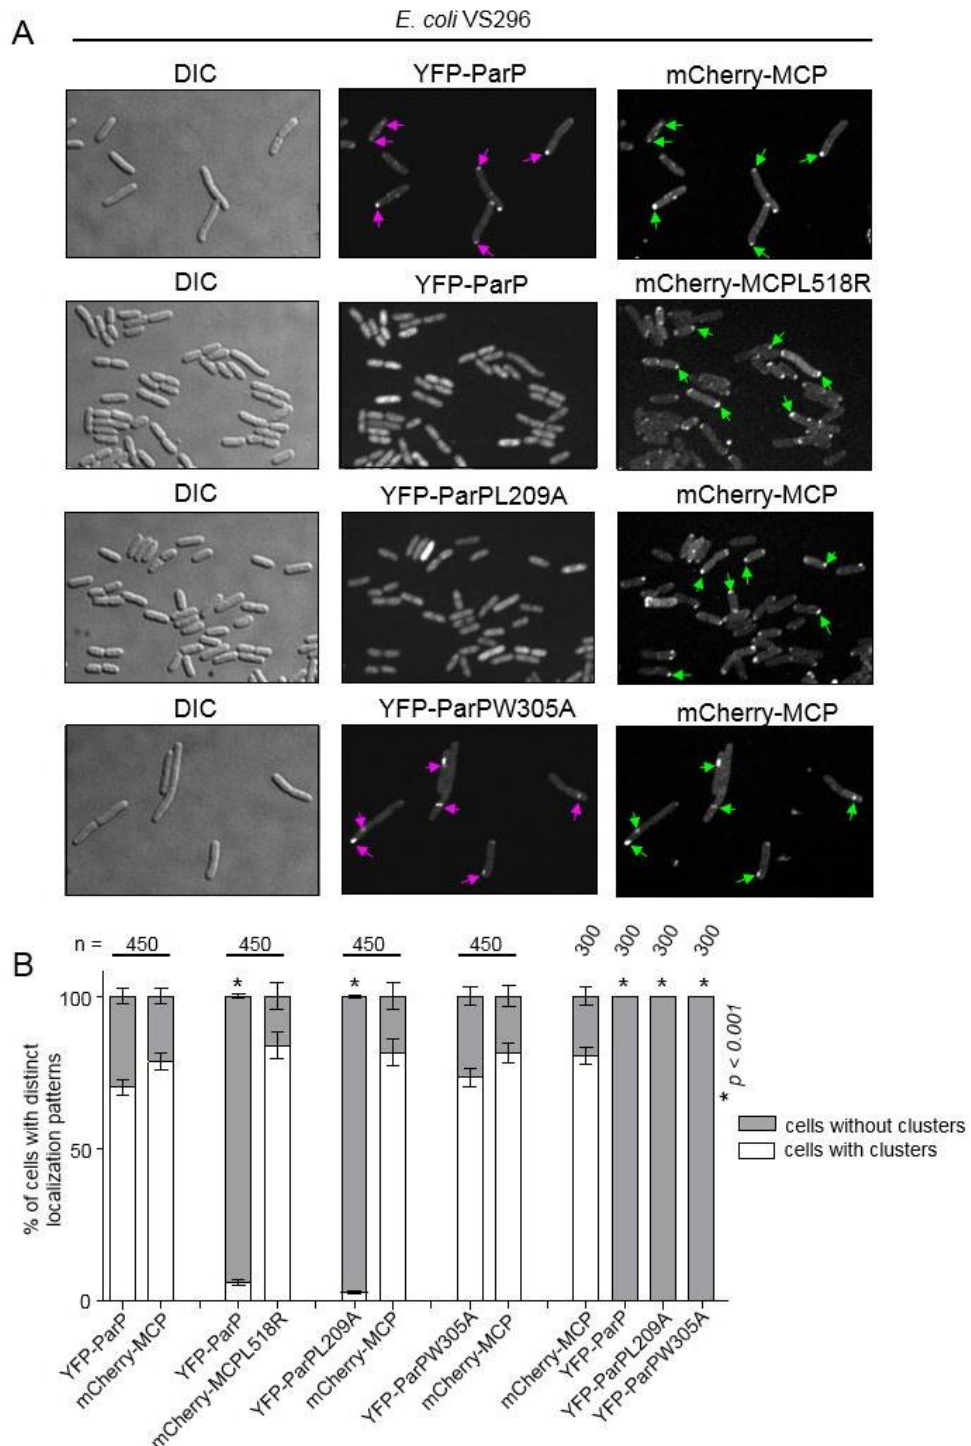 A
E. coli VS296
DIC YFP-ParP mCherry-MCP
DIC YFP-ParP mCherry-MCPL518R
DIC YFP-ParPL209A mCherry-MCP
DIC YFP-ParPW305A mCherry-MCP
B
n = 450 450 450 450 300 300 300 300
* * * * *
100
50
0
% of cells with distinct
localization patterns
* p < 0.001
cells without clusters
cells with clusters
YFP-ParP
mCherry-MCP
YFP-ParP
mCherry-MCPL518R
YFP-ParPL209A
mCherry-MCP
YFP-ParPW305A
mCherry-MCP
mCherry-MCP
YFP-ParP
YFP-ParPL209A
YFP-ParPW305A